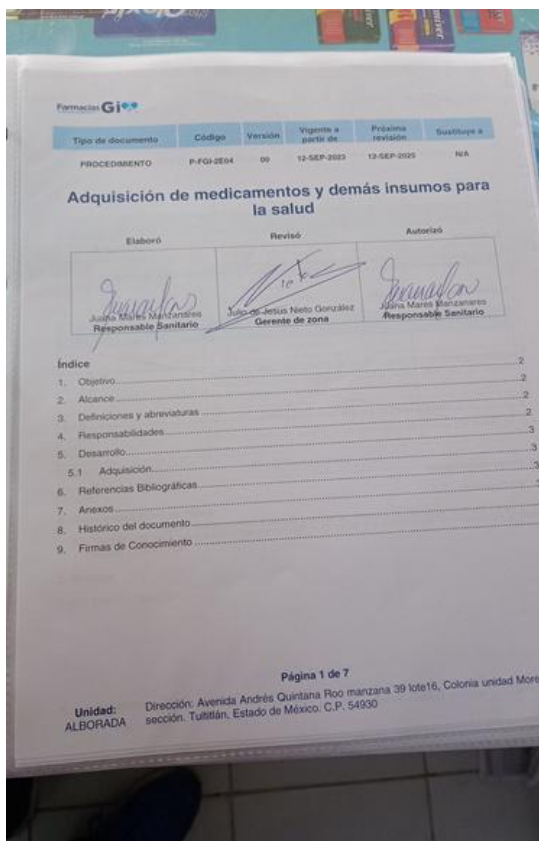 Farmacias Gi
Tipo de documento Código Versión Vigente a partir de Próxima revisión Sustituye a
PROCEDIMIENTO P-FGI-2E04 00 12-SEP-2023 12-SEP-2025 N/A
Adquisición de medicamentos y demás insumos para
la salud
Elaboró Revisó Autorizó
Juana Mares Manzanares Julio de Jesus Nieto González Juana Mares Manzanares
Responsable Sanitario Gerente de zona Responsable Sanitario
Índice
1. Objetivo 2
2. Alcance 2
3. Definiciones y abreviaturas 2
4. Responsabilidades 2
5. Desarrollo 3
5.1 Adquisición 3
6. Referencias Bibliográficas 3
7. Anexos
8. Histórico del documento
9. Firmas de Conocimiento
Página 1 de 7
Unidad: ALBORADA
Dirección: Avenida Andrés Quintana Roo manzana 39 lote16, Colonia unidad More
sección. Tultitlán, Estado de México. C.P. 54930